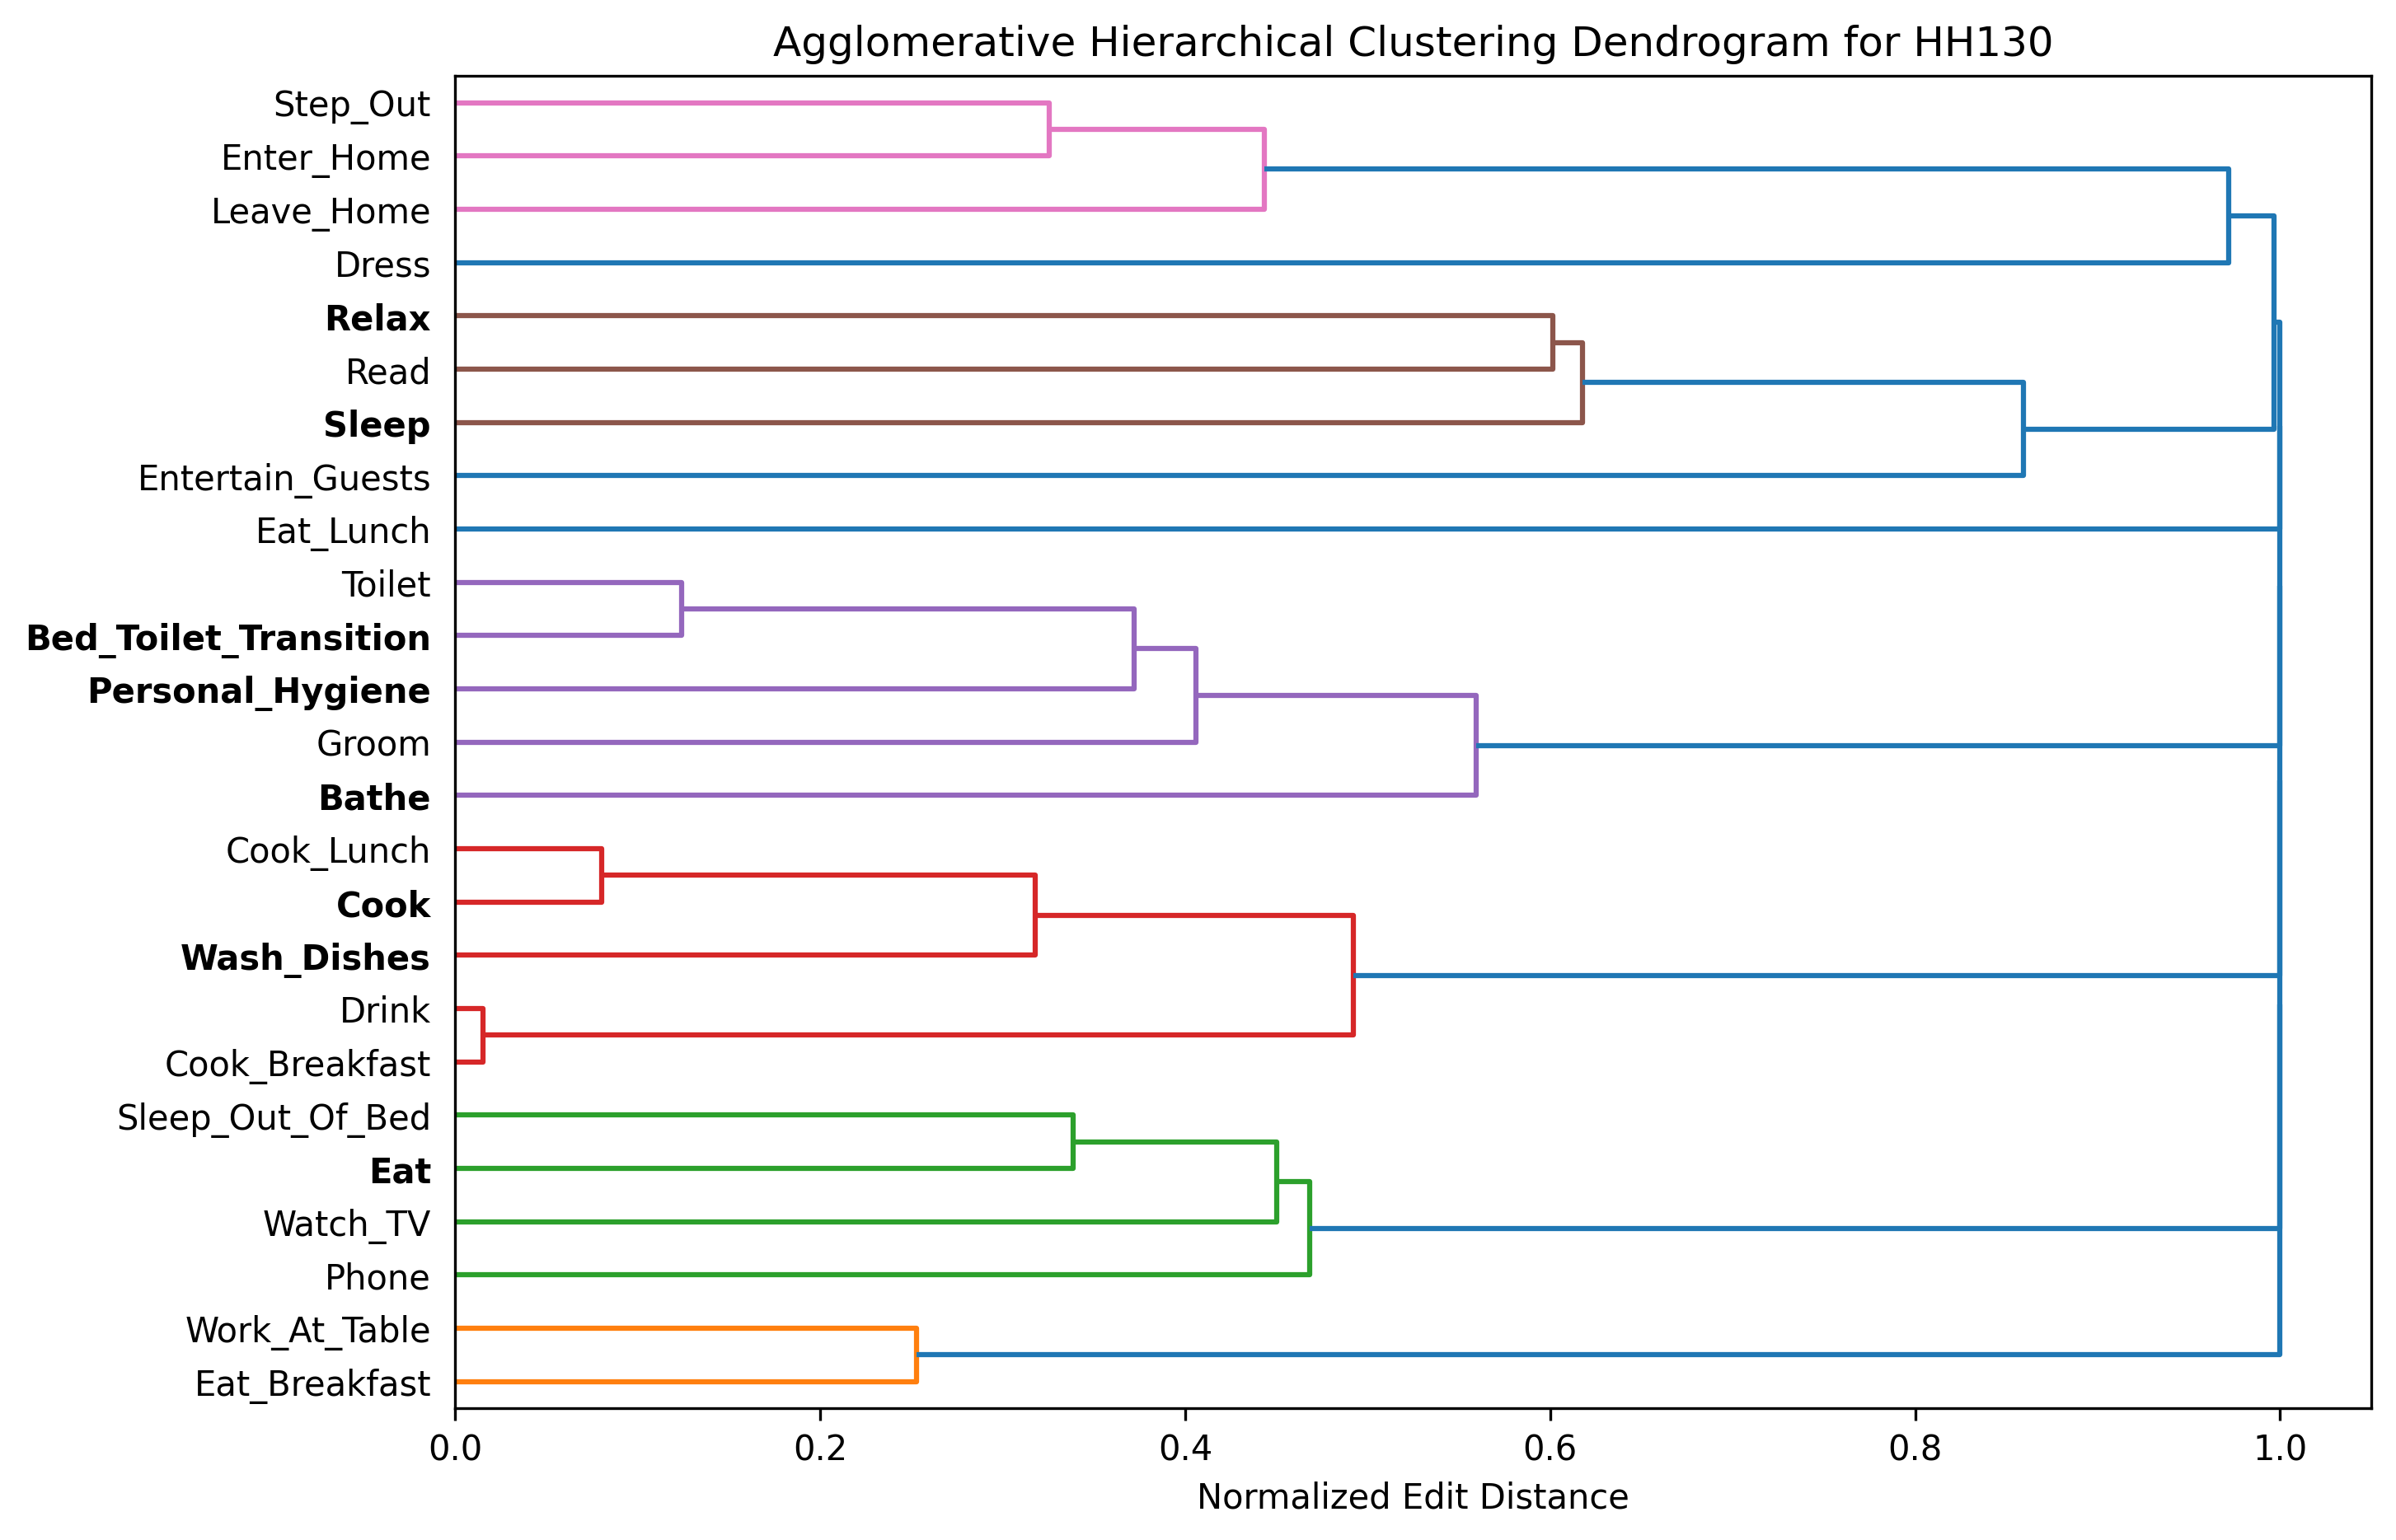 Agglomerative Hierarchical Clustering Dendrogram for HH130
Step_Out
Enter_Home
Leave_Home
Dress
Relax
Read
Sleep
Entertain_Guests
Eat_Lunch
Toilet
Bed_Toilet_Transition
Personal_Hygiene
Groom
Bathe
Cook_Lunch
Cook
Wash_Dishes
Drink
Cook_Breakfast
Sleep_Out_Of_Bed
Eat
Watch_TV
Phone
Work_At_Table
Eat_Breakfast
0.0 0.2 0.4 0.6 0.8 1.0
Normalized Edit Distance